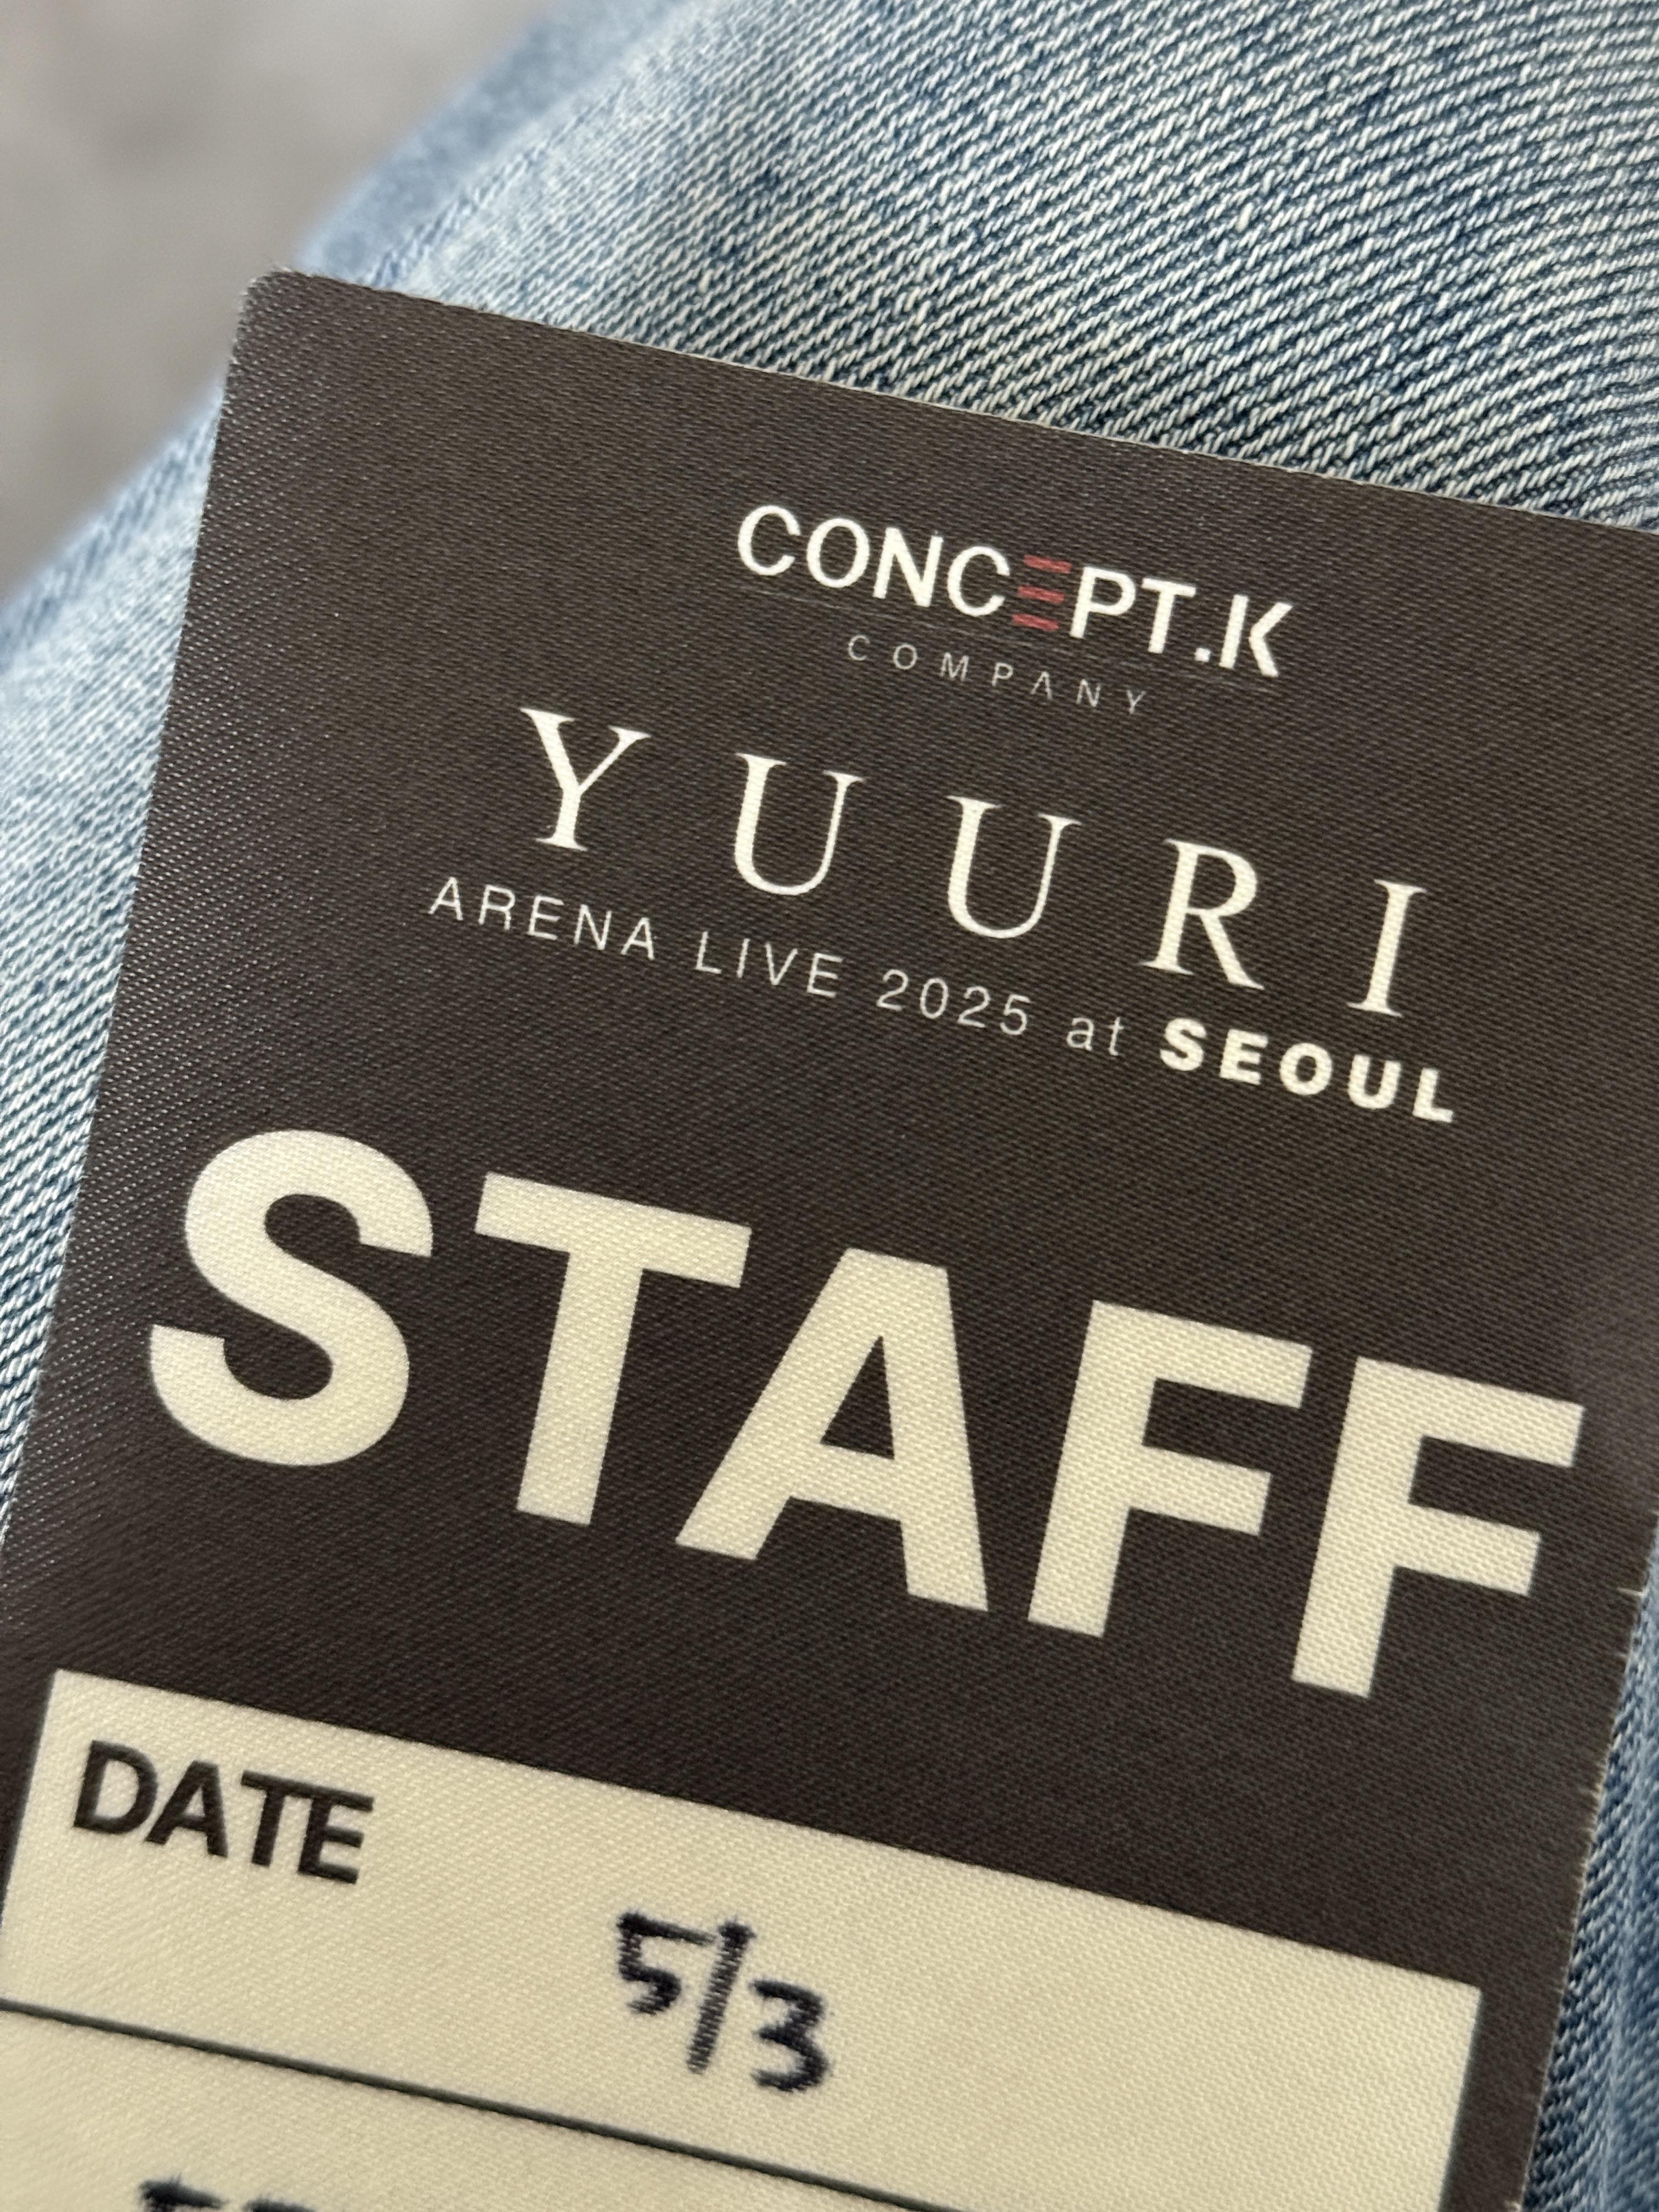 CONCEPT.K
COMPANY
YUURI
ARENA LIVE 2025 at SEOUL
STAFF
DATE
5/3